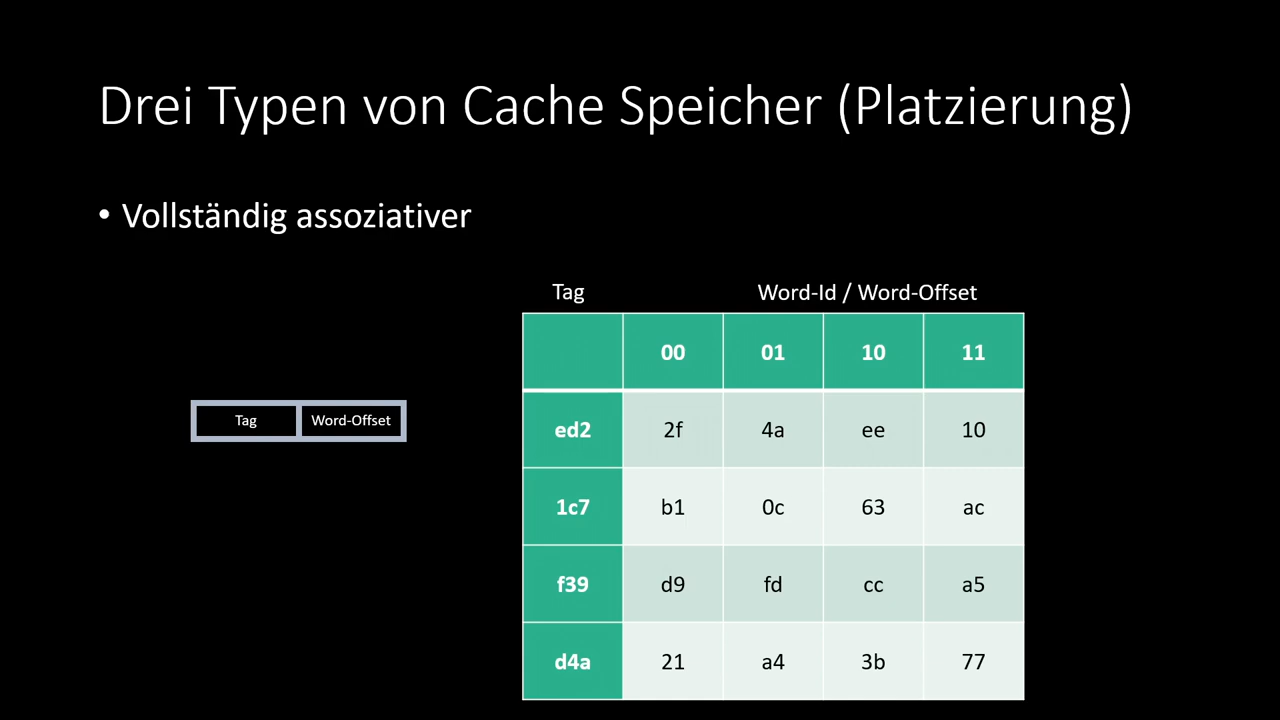 Drei Typen von Cache Speicher (Platzierung)
• Vollständig assoziativer
Tag Word-Id / Word-Offset
00 01 10 11
Tag Word-Offset
ed2 2f 4a ee 10
1c7 b1 0c 63 ac
f39 d9 fd cc a5
d4a 21 a4 3b 77